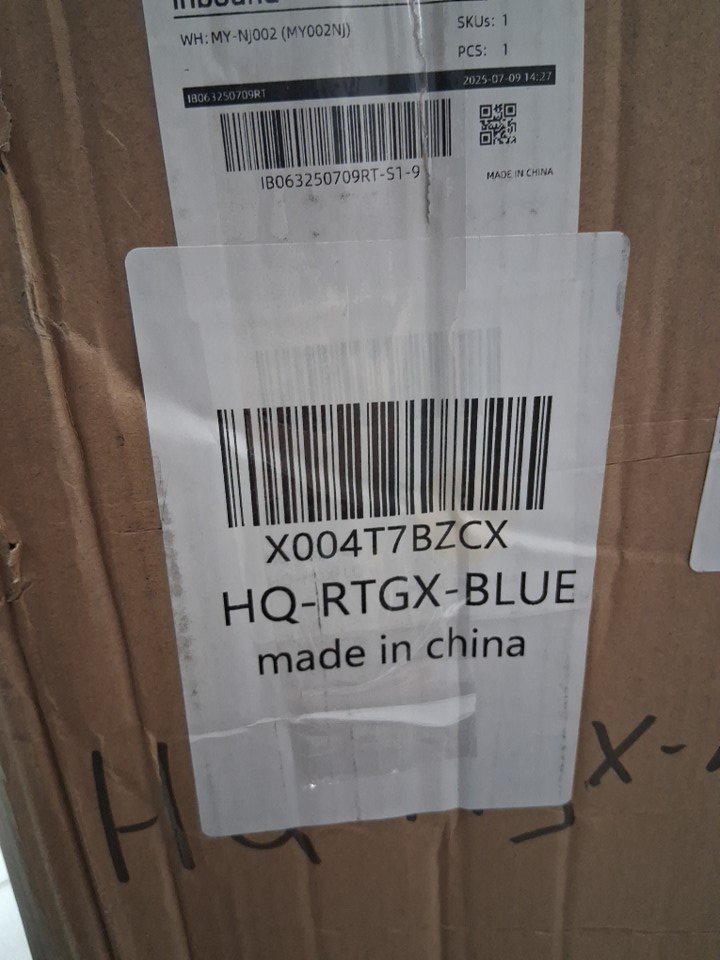 Inbound
WH: MY-NJ002 (MY002NJ)
SKUs: 1
PCS: 1
IB063250709RT
2025-07-09 14:27
IB063250709RT-S1-9
MADE IN CHINA
X004T7BZCX
HQ-RTGX-BLUE
made in china
X-